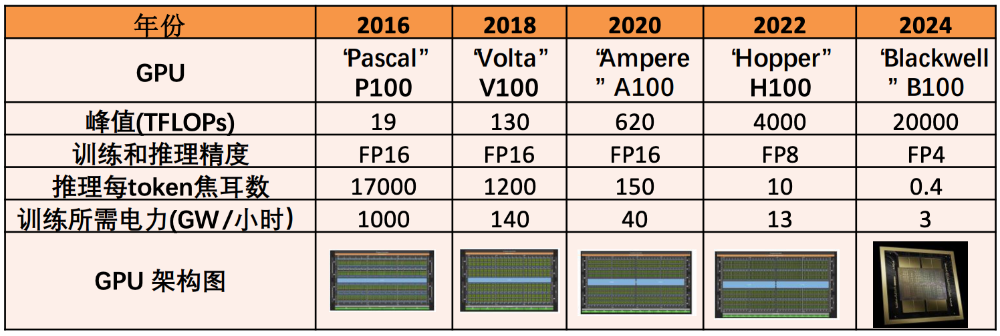 年份 2016 2018 2020 2022 2024
GPU “Pascal” P100 “Volta” V100 “Ampere” A100 “Hopper” H100 “Blackwell” B100
峰值(TFLOPs) 19 130 620 4000 20000
训练和推理精度 FP16 FP16 FP16 FP8 FP4
推理每token焦耳数 17000 1200 150 10 0.4
训练所需电力(GW/小时） 1000 140 40 13 3
GPU 架构图